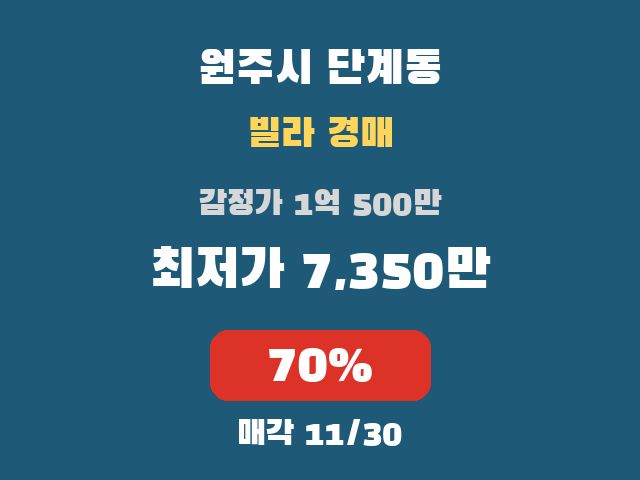 원주시 단계동
빌라 경매
감정가 1억 500만
최저가 7,350만
70%
매각 11/30